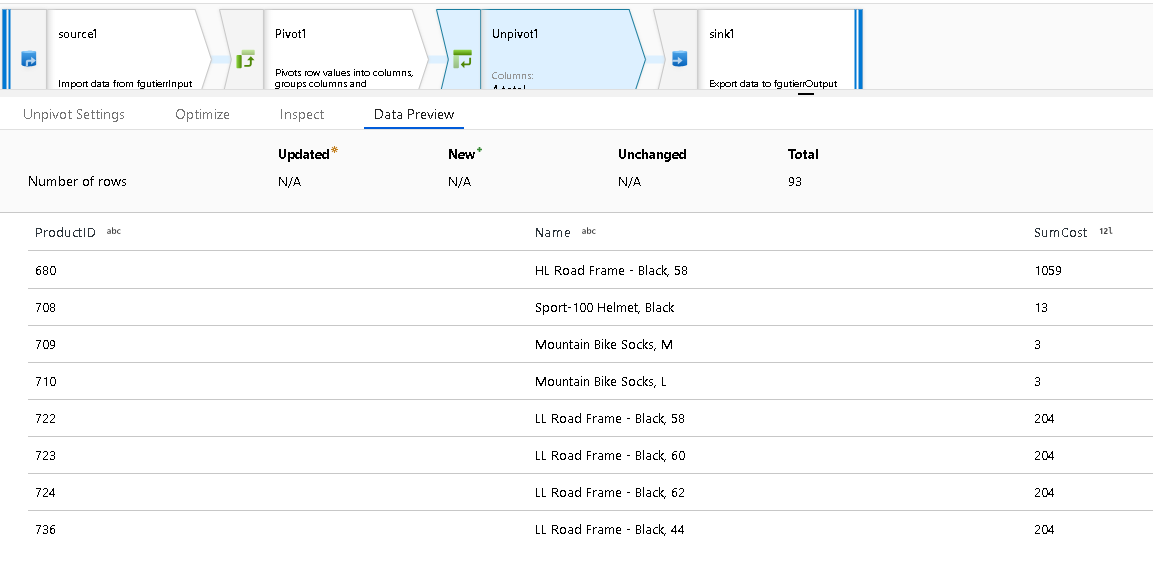 source1
Import data from fgutierrInput
Pivot1
Pivots row values into columns,
groups columns and
Unpivot1
Columns:
4 total
sink1
Export data to fgutierrOutput
Unpivot Settings Optimize Inspect Data Preview
Updated* New+ Unchanged Total
Number of rows N/A N/A N/A 93
ProductID abc Name abc SumCost 12l
680 HL Road Frame - Black, 58 1059
708 Sport-100 Helmet, Black 13
709 Mountain Bike Socks, M 3
710 Mountain Bike Socks, L 3
722 LL Road Frame - Black, 58 204
723 LL Road Frame - Black, 60 204
724 LL Road Frame - Black, 62 204
736 LL Road Frame - Black, 44 204